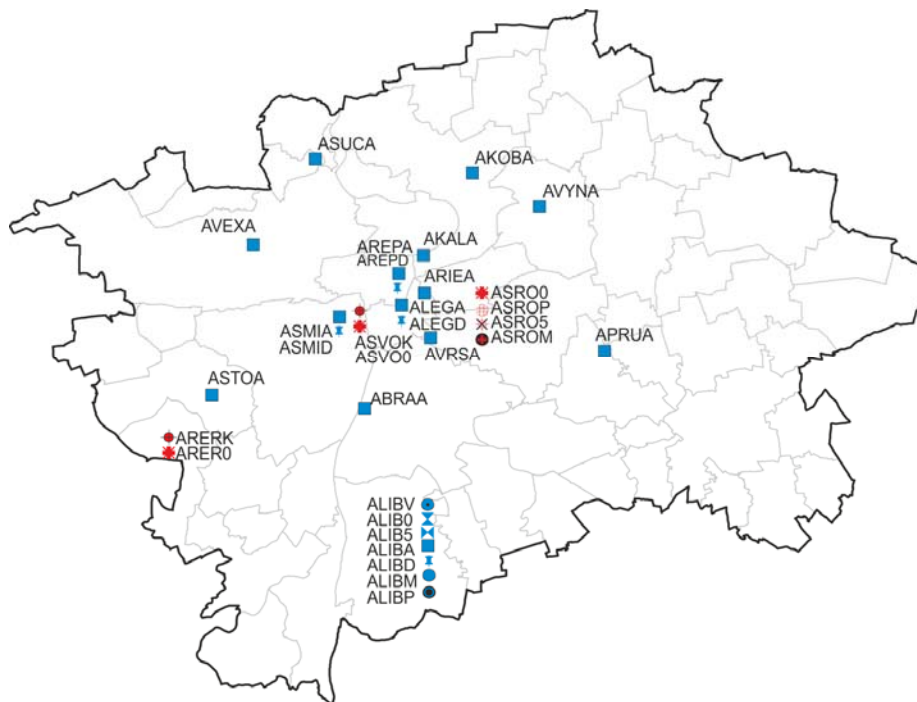 ASUCA
AKOBA
AVYNA
AVEXA
AREPA
AREPD
AKALA
ARIEA
ASRO0
ASROP
ASRO5
ASROM
ALEGA
ALEGD
ASMIA
ASMID
ASVOK
ASVO0
AVRSA
APRUA
ASTOA
ABRAA
ARERK
ARER0
ALIBV
ALIB0
ALIB5
ALIBA
ALIBD
ALIBM
ALIBP